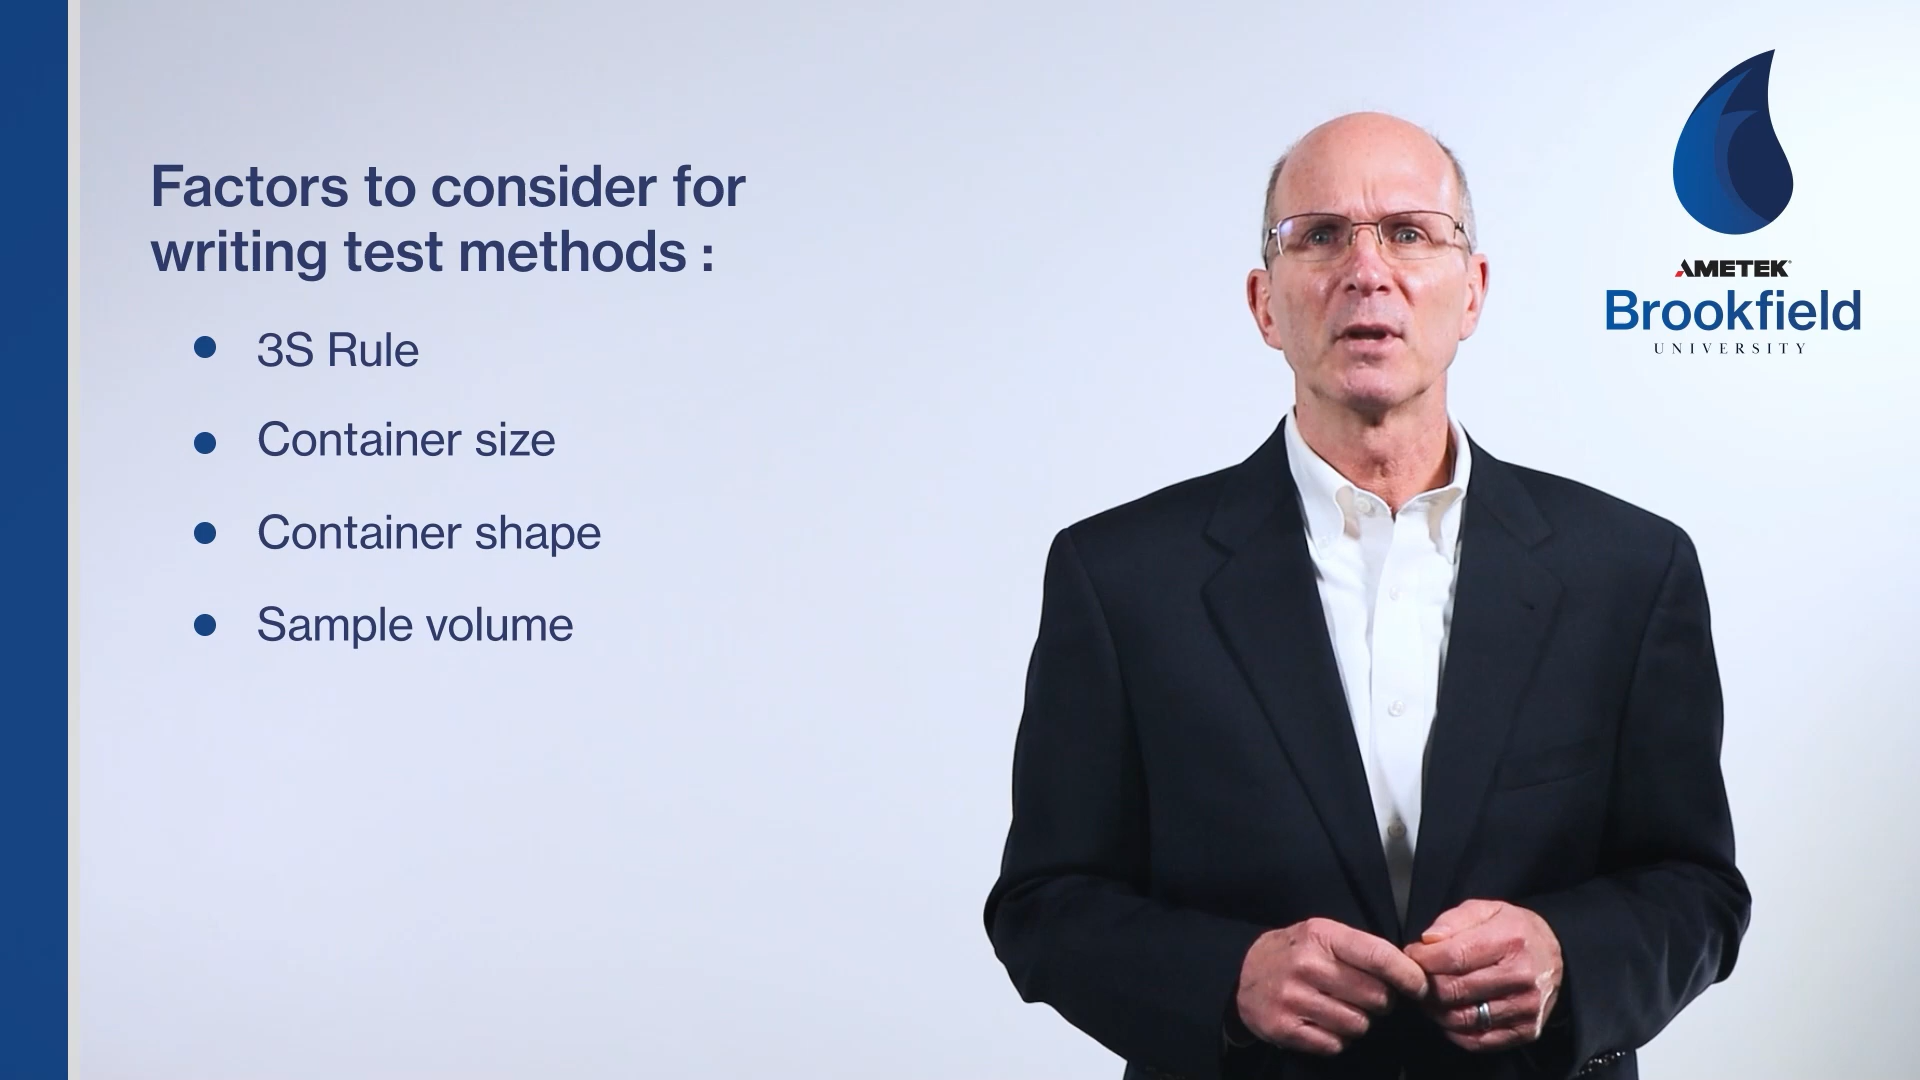 Factors to consider for
writing test methods :
3S Rule
Container size
Container shape
Sample volume
AMETEK®
Brookfield
UNIVERSITY